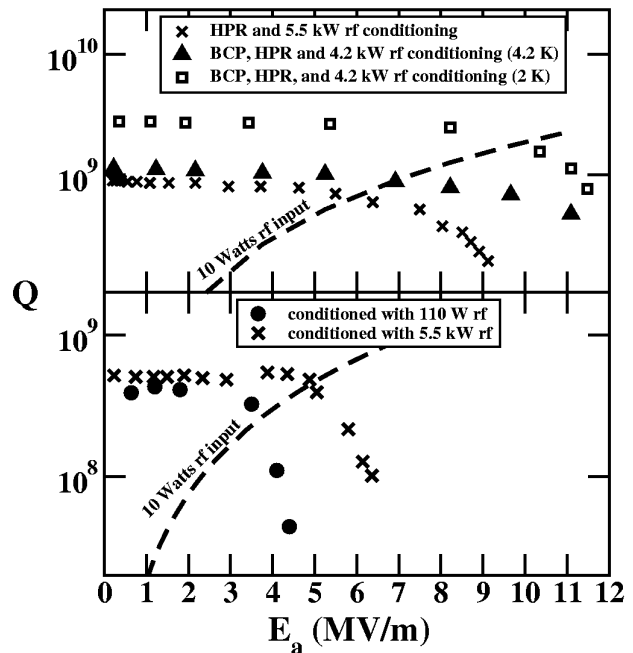 HPR and 5.5 kW rf conditioning
BCP, HPR and 4.2 kW rf conditioning (4.2 K)
BCP, HPR, and 4.2 kW rf conditioning (2 K)
10^10
10^9
10 Watts rf input
Q
conditioned with 110 W rf
conditioned with 5.5 kW rf
10^9
10^8
10 Watts rf input
0 1 2 3 4 5 6 7 8 9 10 11 12
E_a (MV/m)